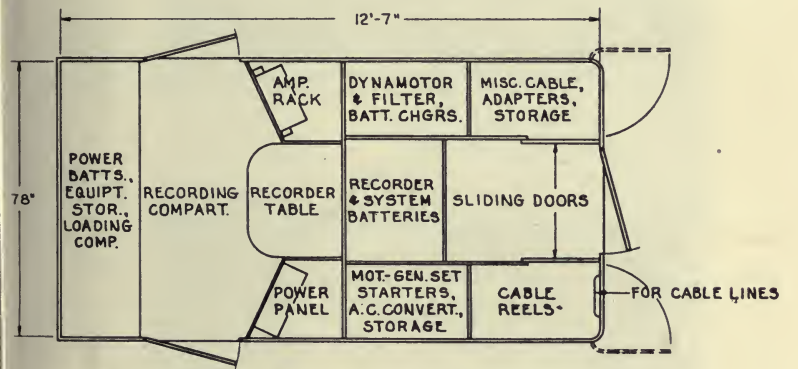 12'-7"
AMP.
RACK
DYNAMOTOR
& FILTER,
BATT. CHGRS.
MISC. CABLE,
ADAPTERS,
STORAGE
78"
POWER
BATTS.,
EQUIPT.
STOR.,
LOADING
COMP.
RECORDING
COMPART.
RECORDER
TABLE
RECORDER
& SYSTEM
BATTERIES
SLIDING DOORS
POWER
PANEL
MOT.-GEN. SET
STARTERS,
A.C. CONVERT.,
STORAGE
CABLE
REELS
FOR CABLE LINES